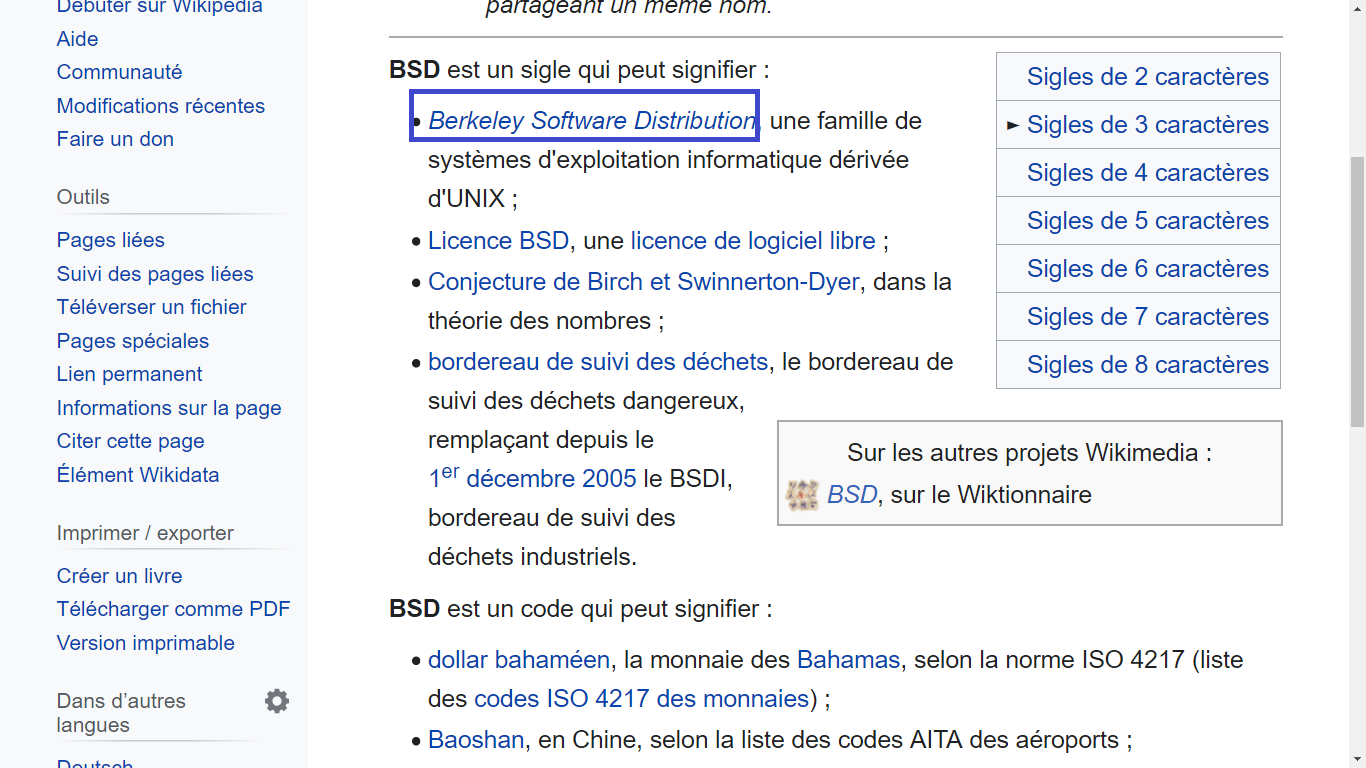 Débuter sur Wikipédia
Aide
Communauté
Modifications récentes
Faire un don
Outils
Pages liées
Suivi des pages liées
Téléverser un fichier
Pages spéciales
Lien permanent
Informations sur la page
Citer cette page
Élément Wikidata
Imprimer / exporter
Créer un livre
Télécharger comme PDF
Version imprimable
Dans d’autres
langues
Deutsch
partageant un même nom.
BSD est un sigle qui peut signifier :
• Berkeley Software Distribution, une famille de
systèmes d'exploitation informatique dérivée
d'UNIX ;
• Licence BSD, une licence de logiciel libre ;
• Conjecture de Birch et Swinnerton-Dyer, dans la
théorie des nombres ;
• bordereau de suivi des déchets, le bordereau de
suivi des déchets dangereux,
remplaçant depuis le
1er décembre 2005 le BSDI,
bordereau de suivi des
déchets industriels.
Sigles de 2 caractères
► Sigles de 3 caractères
Sigles de 4 caractères
Sigles de 5 caractères
Sigles de 6 caractères
Sigles de 7 caractères
Sigles de 8 caractères
Sur les autres projets Wikimedia :
BSD, sur le Wiktionnaire
BSD est un code qui peut signifier :
• dollar bahaméen, la monnaie des Bahamas, selon la norme ISO 4217 (liste
des codes ISO 4217 des monnaies) ;
• Baoshan, en Chine, selon la liste des codes AITA des aéroports ;